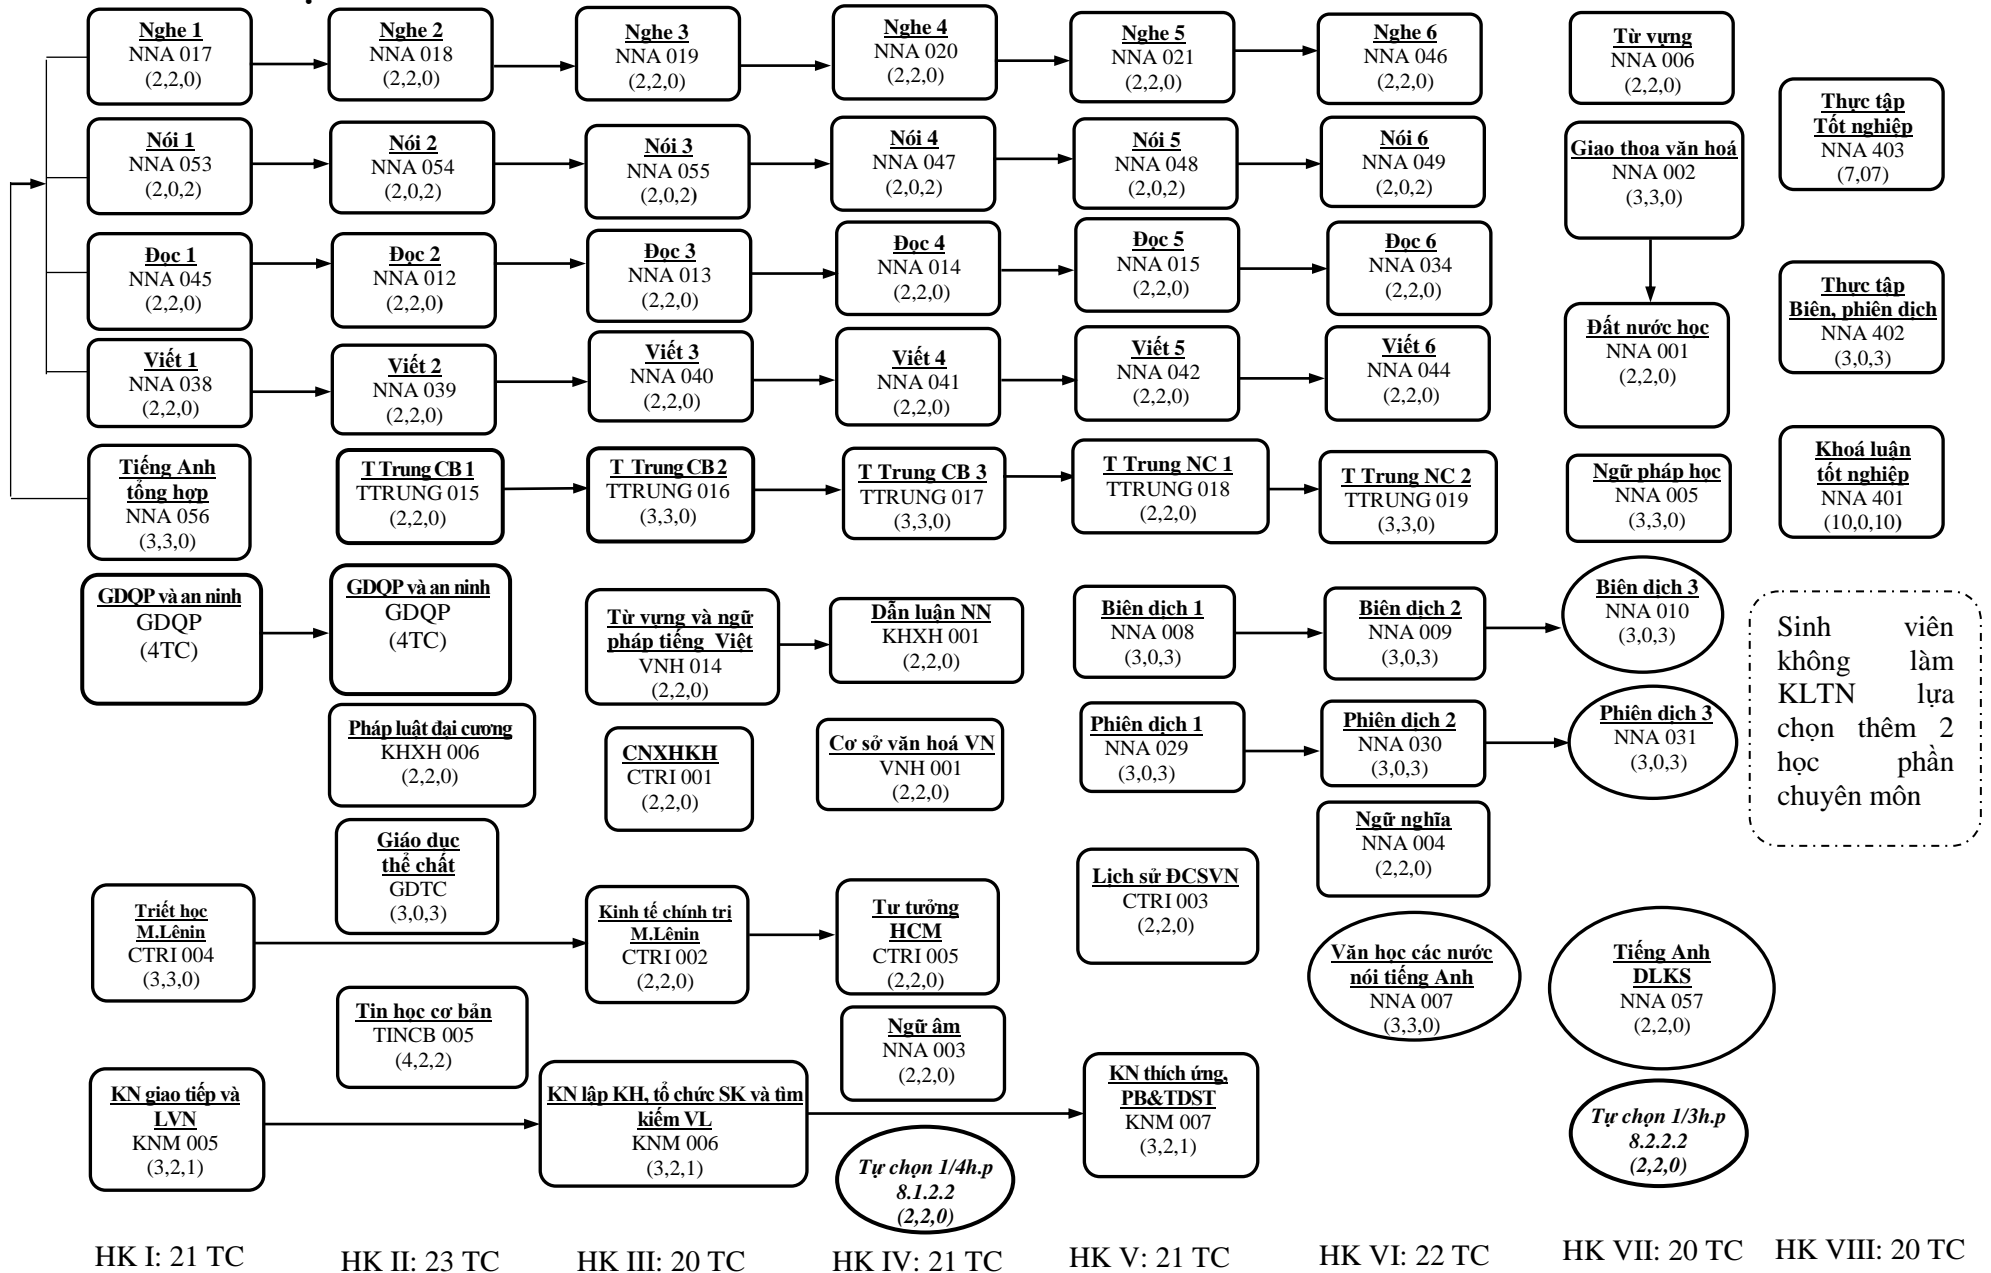 Nghe 1
NNA 017
(2,2,0)
Nghe 2
NNA 018
(2,2,0)
Nghe 3
NNA 019
(2,2,0)
Nghe 4
NNA 020
(2,2,0)
Nghe 5
NNA 021
(2,2,0)
Nghe 6
NNA 046
(2,2,0)
Từ vựng
NNA 006
(2,2,0)
Thực tập
Tốt nghiệp
NNA 403
(7,07)
Nói 1
NNA 053
(2,0,2)
Nói 2
NNA 054
(2,0,2)
Nói 3
NNA 055
(2,0,2)
Nói 4
NNA 047
(2,0,2)
Nói 5
NNA 048
(2,0,2)
Nói 6
NNA 049
(2,0,2)
Giao thoa văn hoá
NNA 002
(3,3,0)
Đọc 1
NNA 045
(2,2,0)
Đọc 2
NNA 012
(2,2,0)
Đọc 3
NNA 013
(2,2,0)
Đọc 4
NNA 014
(2,2,0)
Đọc 5
NNA 015
(2,2,0)
Đọc 6
NNA 034
(2,2,0)
Đất nước học
NNA 001
(2,2,0)
Thực tập
Biên, phiên dịch
NNA 402
(3,0,3)
Viết 1
NNA 038
(2,2,0)
Viết 2
NNA 039
(2,2,0)
Viết 3
NNA 040
(2,2,0)
Viết 4
NNA 041
(2,2,0)
Viết 5
NNA 042
(2,2,0)
Viết 6
NNA 044
(2,2,0)
Tiếng Anh
tổng hợp
NNA 056
(3,3,0)
T Trung CB 1
TTRUNG 015
(2,2,0)
T Trung CB 2
TTRUNG 016
(3,3,0)
T Trung CB 3
TTRUNG 017
(3,3,0)
T Trung NC 1
TTRUNG 018
(2,2,0)
T Trung NC 2
TTRUNG 019
(3,3,0)
Ngữ pháp học
NNA 005
(3,3,0)
Khoá luận
tốt nghiệp
NNA 401
(10,0,10)
GDQP và an ninh
GDQP
(4TC)
GDQP và an ninh
GDQP
(4TC)
Từ vựng và ngữ
pháp tiếng Việt
VNH 014
(2,2,0)
Dẫn luận NN
KHXH 001
(2,2,0)
Biên dịch 1
NNA 008
(3,0,3)
Biên dịch 2
NNA 009
(3,0,3)
Biên dịch 3
NNA 010
(3,0,3)
Sinh viên
không làm
KLTN lựa
chọn thêm 2
học phần
chuyên môn
Pháp luật đại cương
KHXH 006
(2,2,0)
CNXHKH
CTRI 001
(2,2,0)
Cơ sở văn hoá VN
VNH 001
(2,2,0)
Phiên dịch 1
NNA 029
(3,0,3)
Phiên dịch 2
NNA 030
(3,0,3)
Phiên dịch 3
NNA 031
(3,0,3)
Giáo dục
thể chất
GDTC
(3,0,3)
Ngữ nghĩa
NNA 004
(2,2,0)
Triết học
M.Lênin
CTRI 004
(3,3,0)
Kinh tế chính trị
M.Lênin
CTRI 002
(2,2,0)
Tư tưởng
HCM
CTRI 005
(2,2,0)
Lịch sử ĐCSVN
CTRI 003
(2,2,0)
Văn học các nước
nói tiếng Anh
NNA 007
(3,3,0)
Tiếng Anh
DLKS
NNA 057
(2,2,0)
Tin học cơ bản
TINCB 005
(4,2,2)
Ngữ âm
NNA 003
(2,2,0)
KN giao tiếp và
LVN
KNM 005
(3,2,1)
KN lập KH, tổ chức SK và tìm
kiếm VL
KNM 006
(3,2,1)
KN thích ứng,
PB&TDST
KNM 007
(3,2,1)
Tự chọn 1/4h.p
8.1.2.2
(2,2,0)
Tự chọn 1/3h.p
8.2.2.2
(2,2,0)
HK I: 21 TC
HK II: 23 TC
HK III: 20 TC
HK IV: 21 TC
HK V: 21 TC
HK VI: 22 TC
HK VII: 20 TC
HK VIII: 20 TC